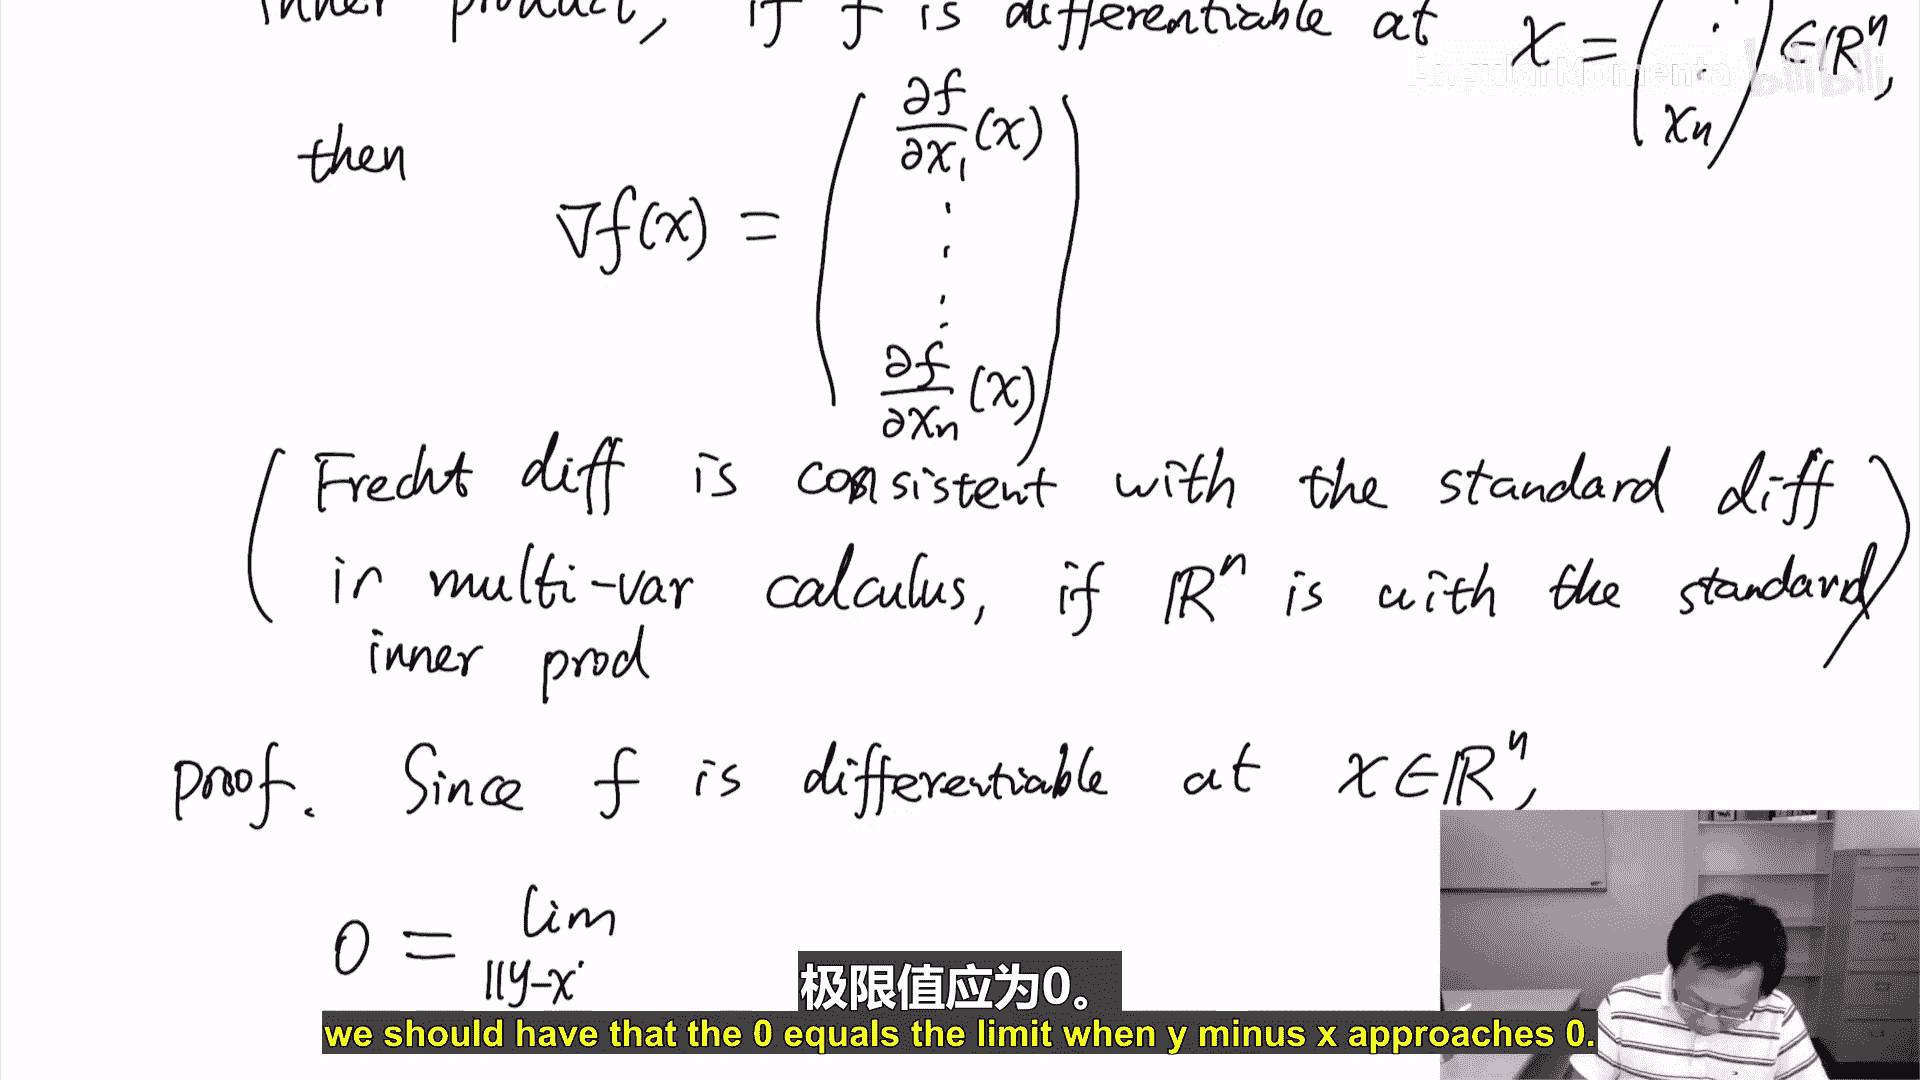 inner product, if f is differentiable at x = ( ⋮ xn ) ∈ ℝⁿ,
AngularMomenta bilibili
then
∇f(x) = ( ∂f/∂x₁ (x) ⋮ ∂f/∂xn (x) )
( Frecht diff is consistent with the standard diff
in multi-var calculus, if ℝⁿ is with the standard )
inner prod
proof. Since f is differentiable at x ∈ ℝⁿ,
0 = lim
||y-x
极限值应为0。
we should have that the 0 equals the limit when y minus x approaches 0.